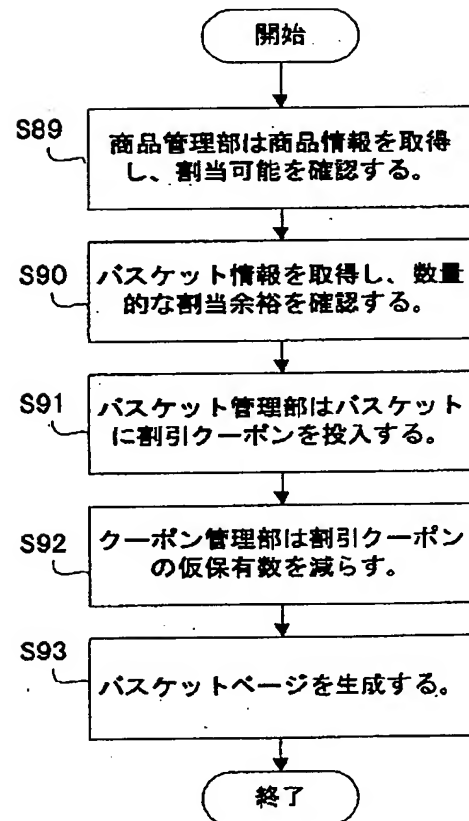 開始
S89
商品管理部は商品情報を取得
し、割当可能を確認する。
S90
バスケット情報を取得し、数量
的な割当余裕を確認する。
S91
バスケット管理部はバスケット
に割引クーポンを投入する。
S92
クーポン管理部は割引クーポン
の仮保有数を減らす。
S93
バスケットページを生成する。
終了